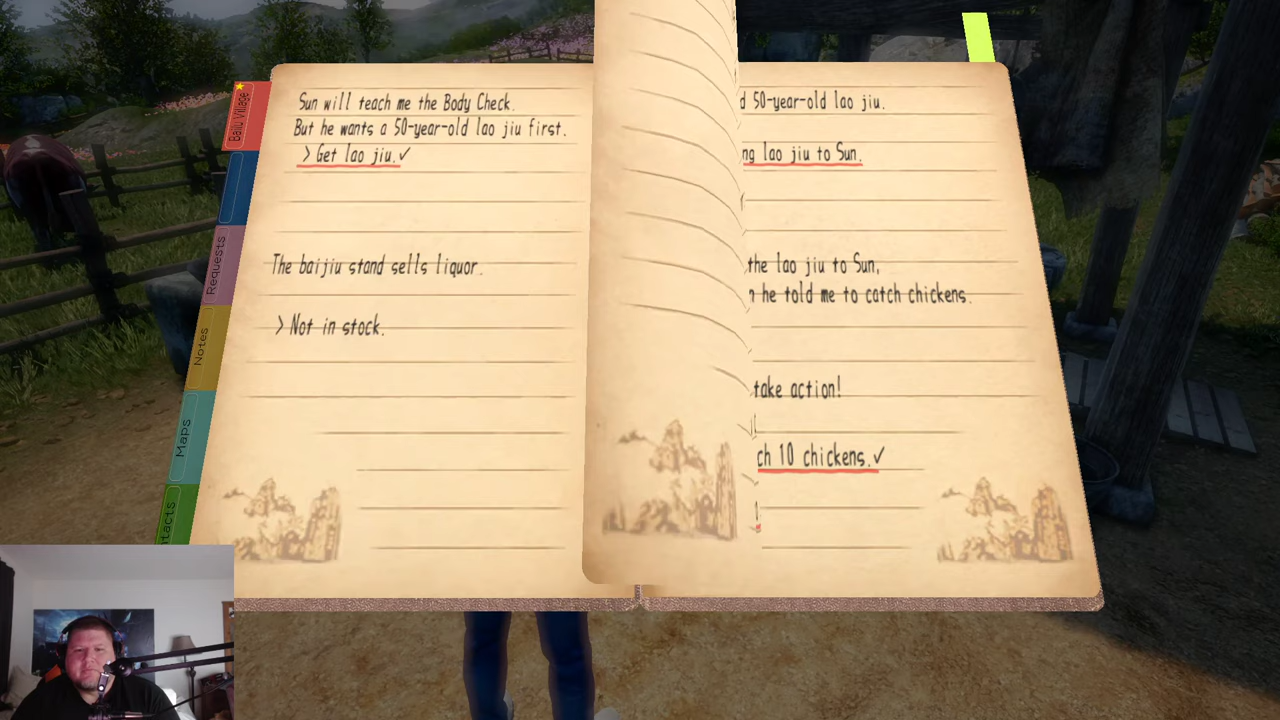 Sun will teach me the Body Check.
But he wants a 50-year-old lao jiu first.
> Get lao jiu.✓
The baijiu stand sells liquor.
> Not in stock.
50-year-old lao jiu.
lao jiu to Sun.
the lao jiu to Sun,
he told me to catch chickens.
take action!
10 chickens.✓
Bailu Village
Requests
Notes
Maps